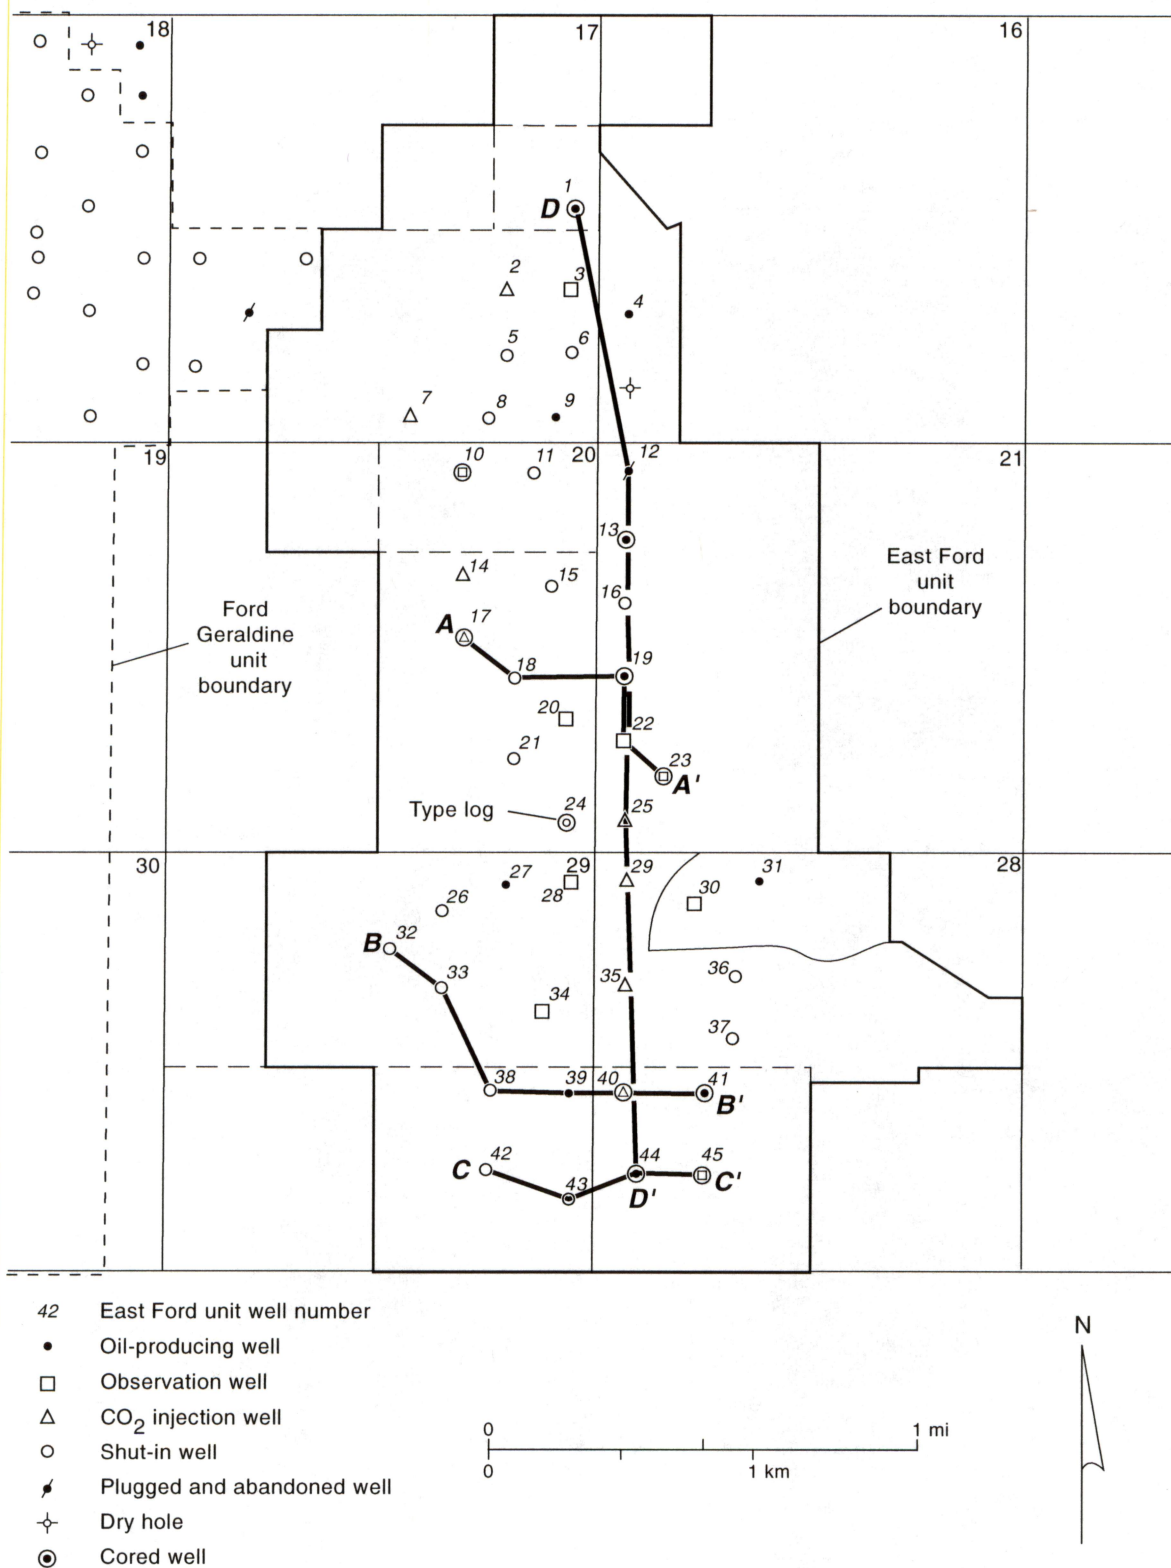 18
17
16
1
D
2
3
4
5
6
7
8
9
19
10
11
20
12
21
13
14
15
16
East Ford
unit
boundary
Ford
Geraldine
unit
boundary
A
17
18
19
20
22
21
23
A'
Type log
24
25
30
27
29
28
29
31
28
26
30
B
32
33
34
35
36
37
38
39
40
41
B'
C
42
43
44
45
C'
D'
42 East Ford unit well number
Oil-producing well
Observation well
CO2 injection well
Shut-in well
Plugged and abandoned well
Dry hole
Cored well
0 1 mi
0 1 km
N